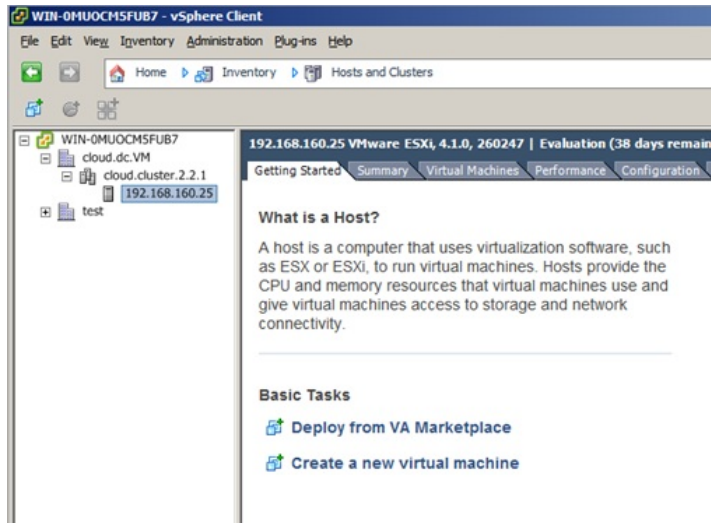 WIN-0MUOCM5FUB7 - vSphere Client
File Edit View Inventory Administration Plug-ins Help
Home Inventory Hosts and Clusters
WIN-0MUOCM5FUB7
cloud.dc.VM
cloud.cluster.2.2.1
192.168.160.25
test
192.168.160.25 VMware ESXi, 4.1.0, 260247 | Evaluation (38 days remain
Getting Started Summary Virtual Machines Performance Configuration
What is a Host?
A host is a computer that uses virtualization software, such
as ESX or ESXi, to run virtual machines. Hosts provide the
CPU and memory resources that virtual machines use and
give virtual machines access to storage and network
connectivity.
Basic Tasks
Deploy from VA Marketplace
Create a new virtual machine